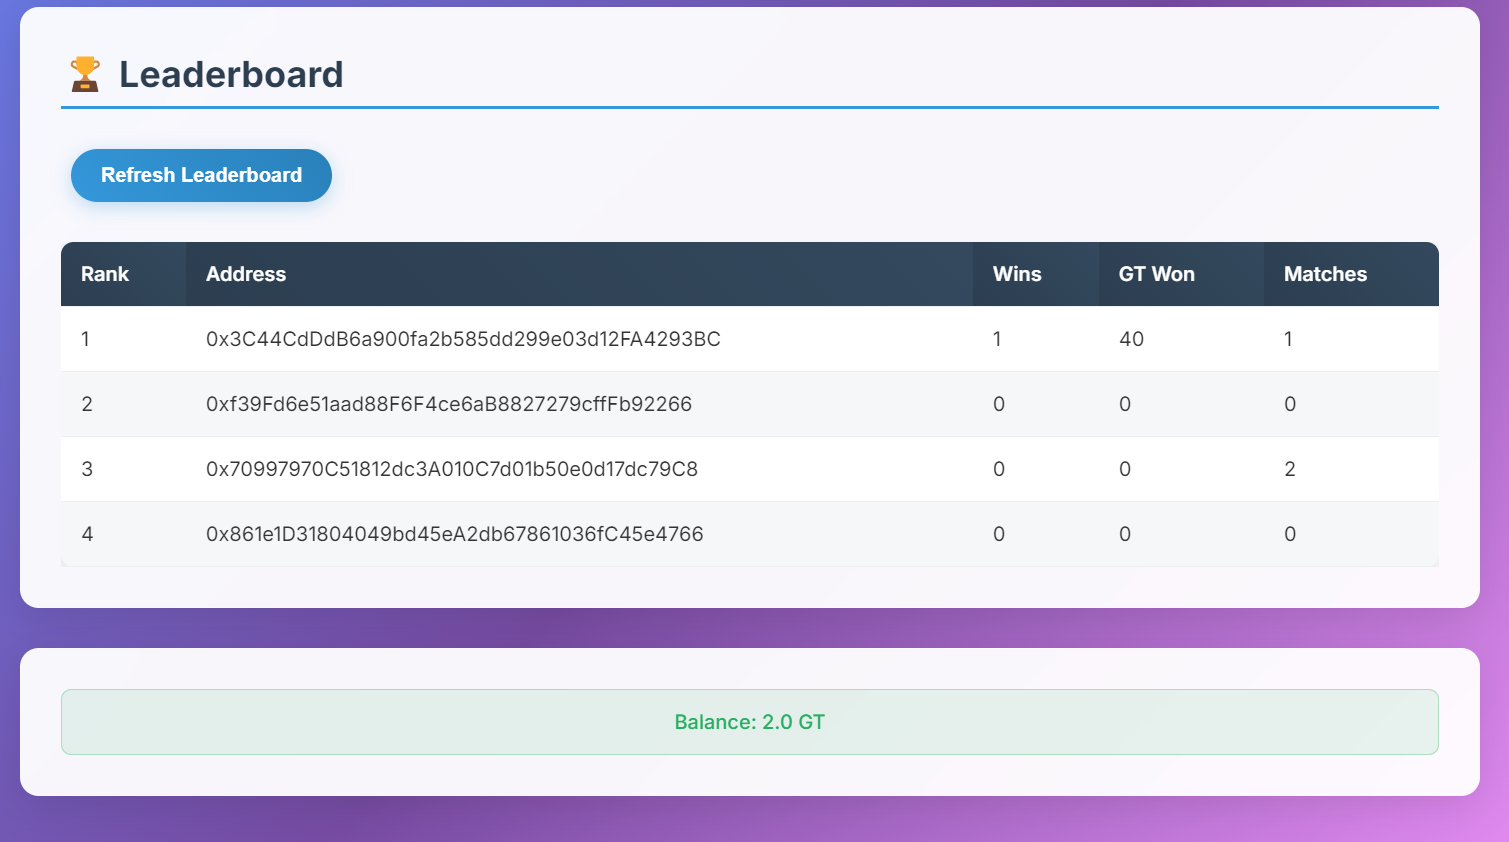 Leaderboard
Refresh Leaderboard
Rank Address Wins GT Won Matches
1 0x3C44CdDdB6a900fa2b585dd299e03d12FA4293BC 1 40 1
2 0xf39Fd6e51aad88F6F4ce6aB8827279cffFb92266 0 0 0
3 0x70997970C51812dc3A010C7d01b50e0d17dc79C8 0 0 2
4 0x861e1D31804049bd45eA2db67861036fC45e4766 0 0 0
Balance: 2.0 GT